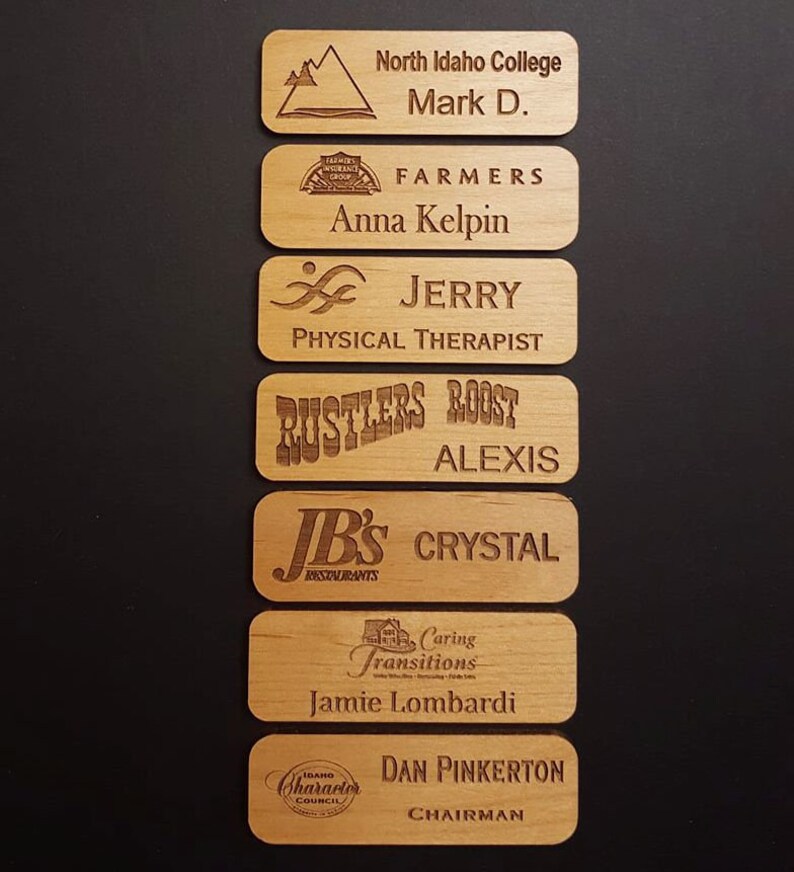 North Idaho College
Mark D.
FARMERS
INSURANCE
GROUP
FARMERS
Anna Kelpin
JERRY
PHYSICAL THERAPIST
RUSTLERS ROOST
ALEXIS
JB's
RESTAURANTS
CRYSTAL
Caring
Transitions
Jamie Lombardi
IDAHO
Character
COUNCIL
DAN PINKERTON
CHAIRMAN